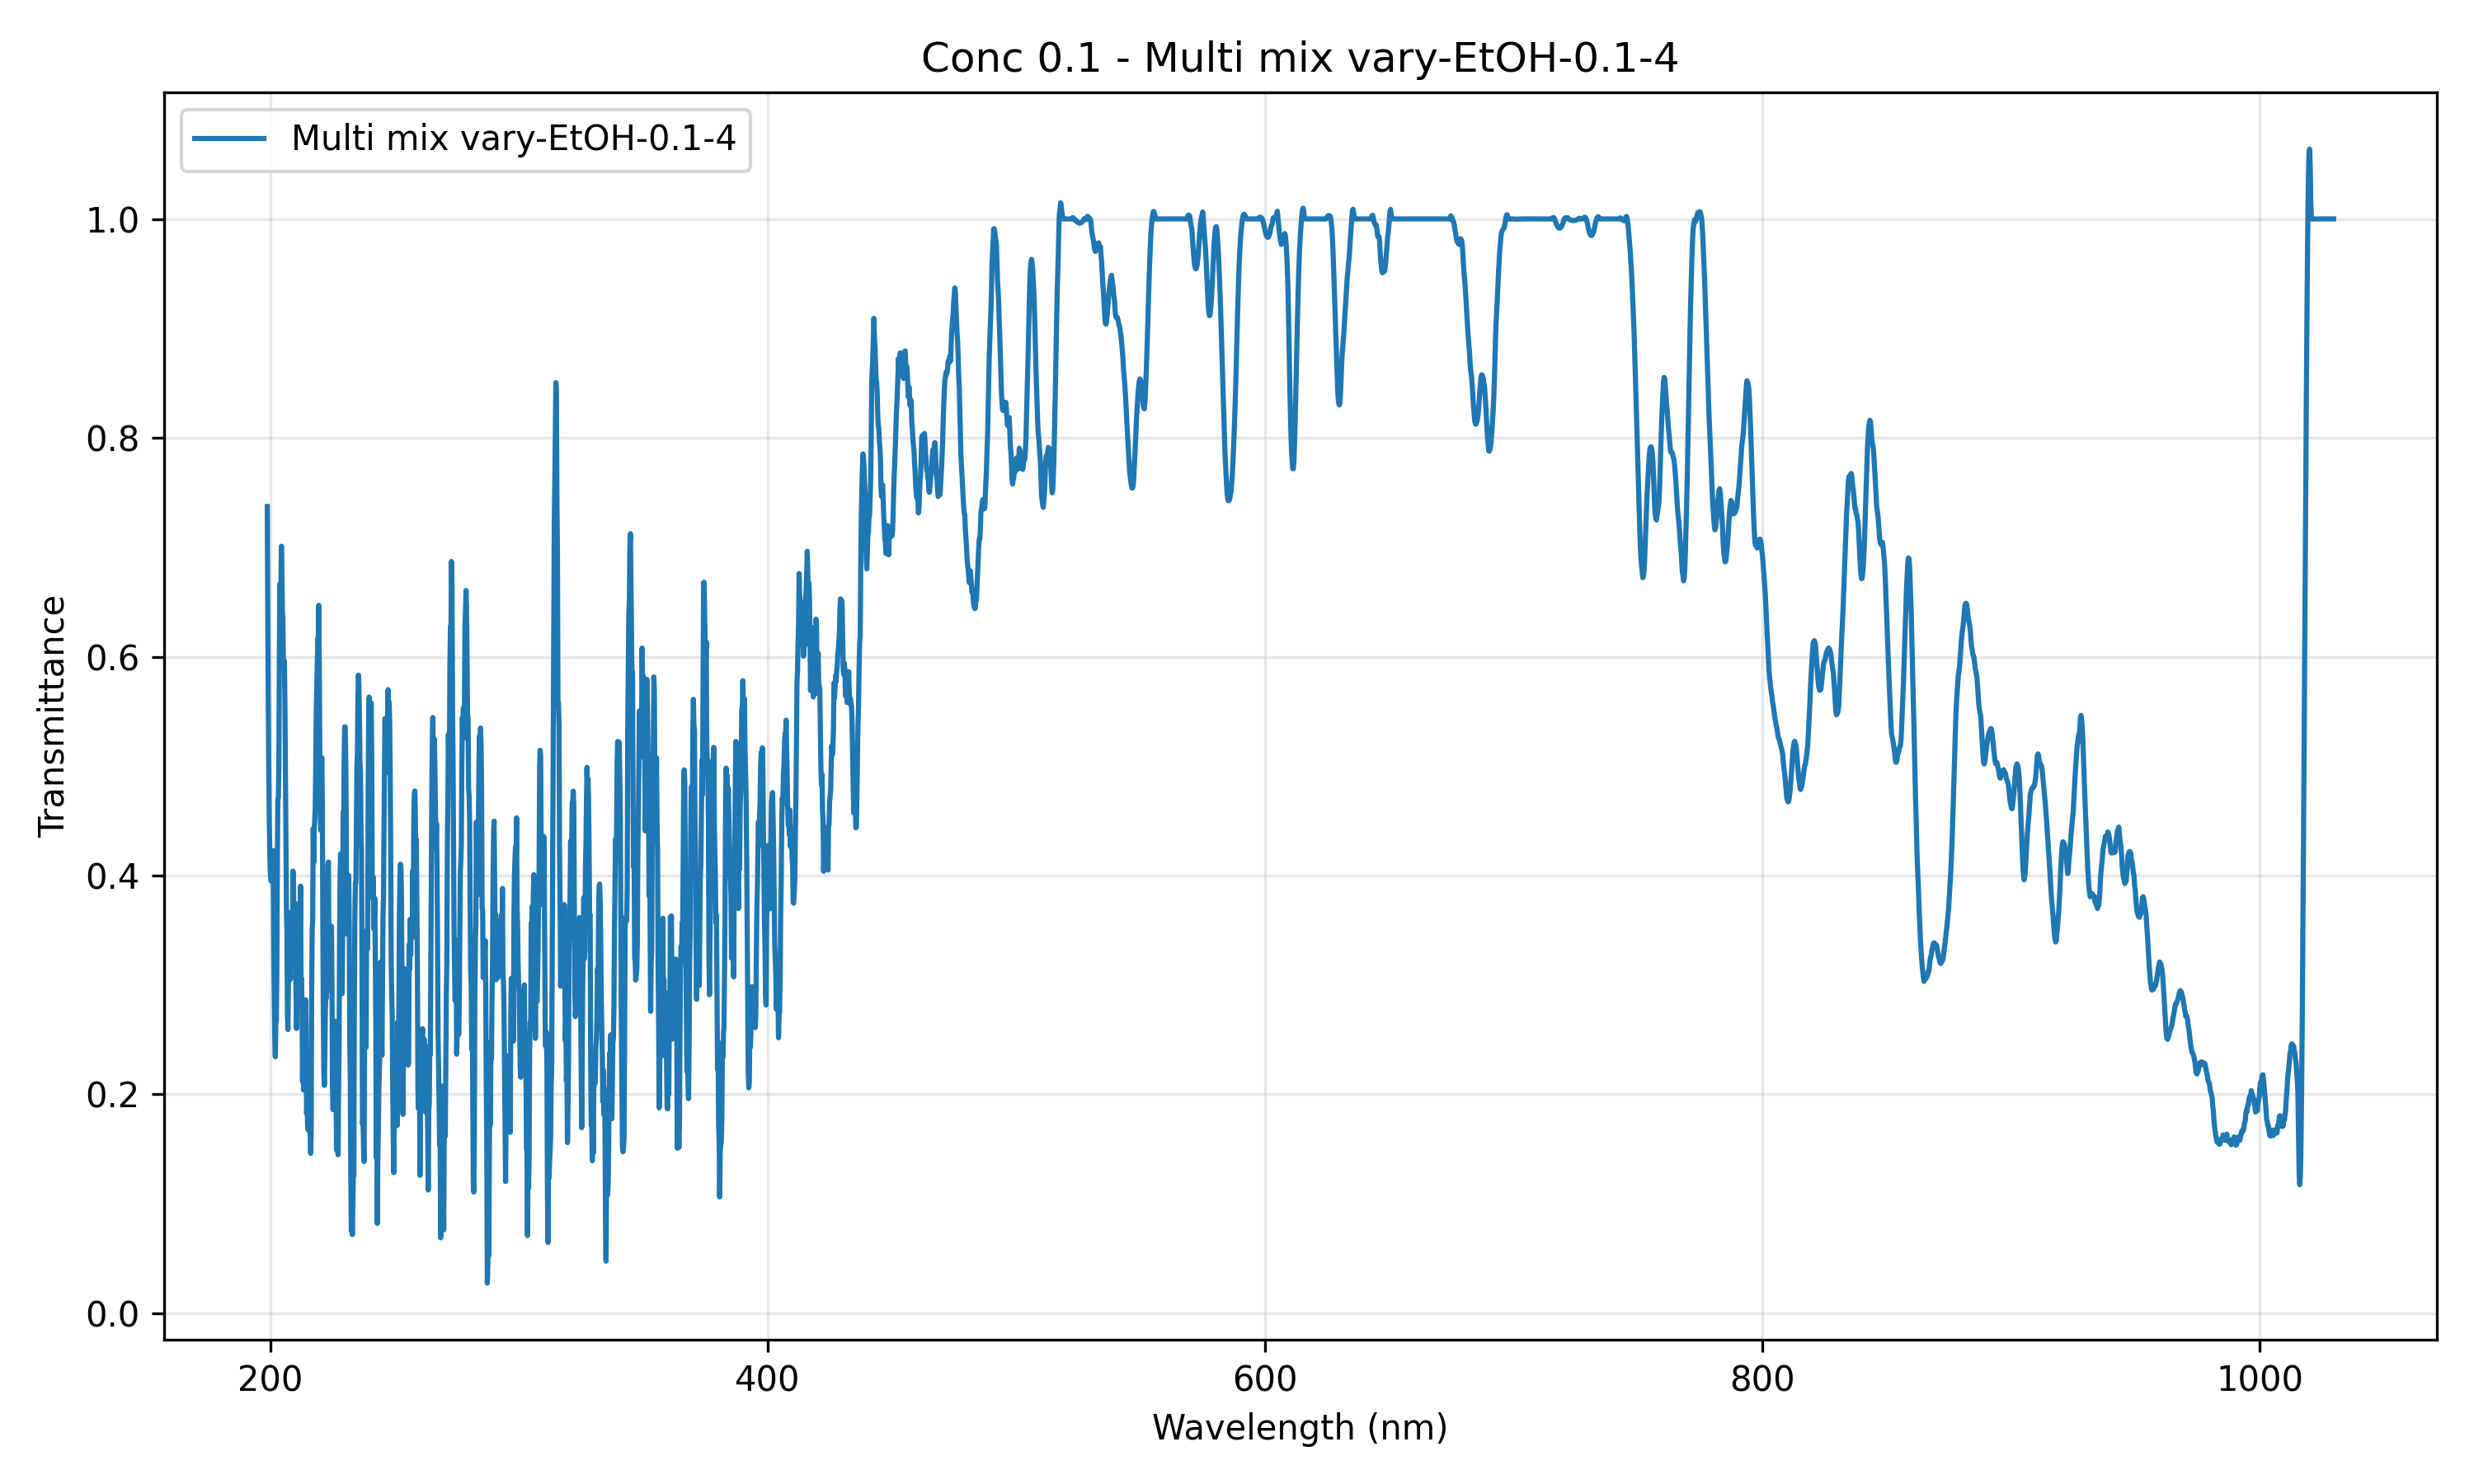 Conc 0.1 - Multi mix vary-EtOH-0.1-4
Multi mix vary-EtOH-0.1-4
Transmittance
1.0
0.8
0.6
0.4
0.2
0.0
200
400
600
800
1000
Wavelength (nm)